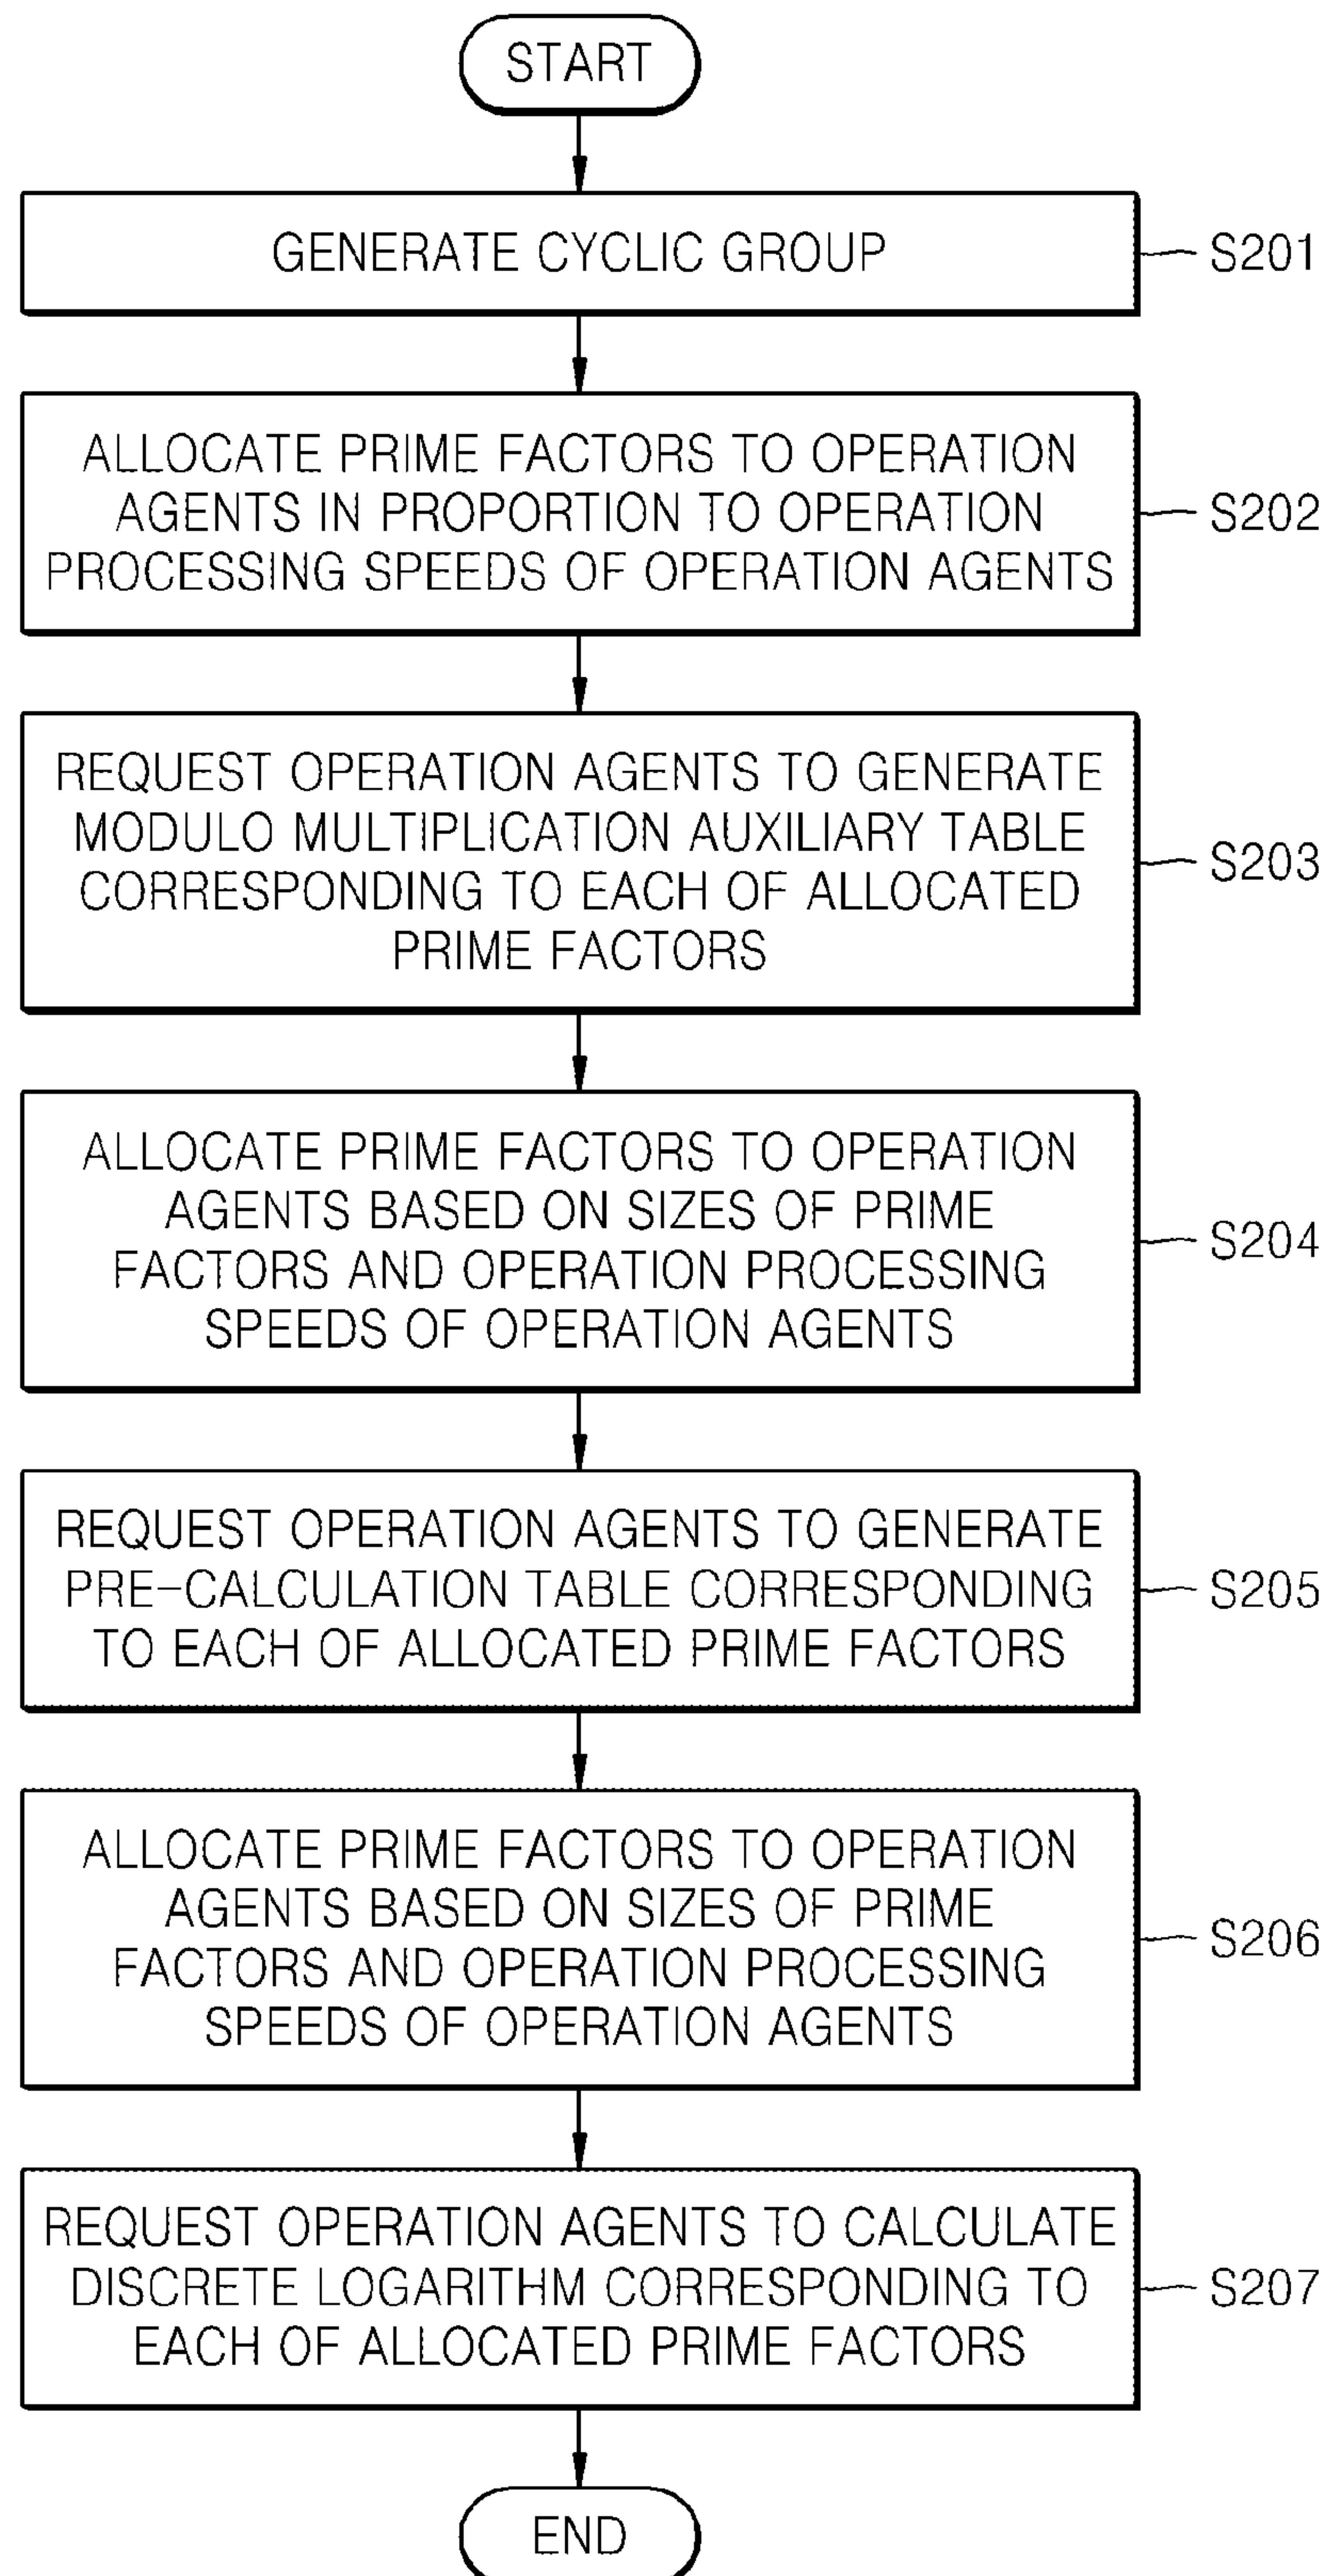 START
GENERATE CYCLIC GROUP
S201
ALLOCATE PRIME FACTORS TO OPERATION
AGENTS IN PROPORTION TO OPERATION
PROCESSING SPEEDS OF OPERATION AGENTS
S202
REQUEST OPERATION AGENTS TO GENERATE
MODULO MULTIPLICATION AUXILIARY TABLE
CORRESPONDING TO EACH OF ALLOCATED
PRIME FACTORS
S203
ALLOCATE PRIME FACTORS TO OPERATION
AGENTS BASED ON SIZES OF PRIME
FACTORS AND OPERATION PROCESSING
SPEEDS OF OPERATION AGENTS
S204
REQUEST OPERATION AGENTS TO GENERATE
PRE-CALCULATION TABLE CORRESPONDING
TO EACH OF ALLOCATED PRIME FACTORS
S205
ALLOCATE PRIME FACTORS TO OPERATION
AGENTS BASED ON SIZES OF PRIME
FACTORS AND OPERATION PROCESSING
SPEEDS OF OPERATION AGENTS
S206
REQUEST OPERATION AGENTS TO CALCULATE
DISCRETE LOGARITHM CORRESPONDING TO
EACH OF ALLOCATED PRIME FACTORS
S207
END